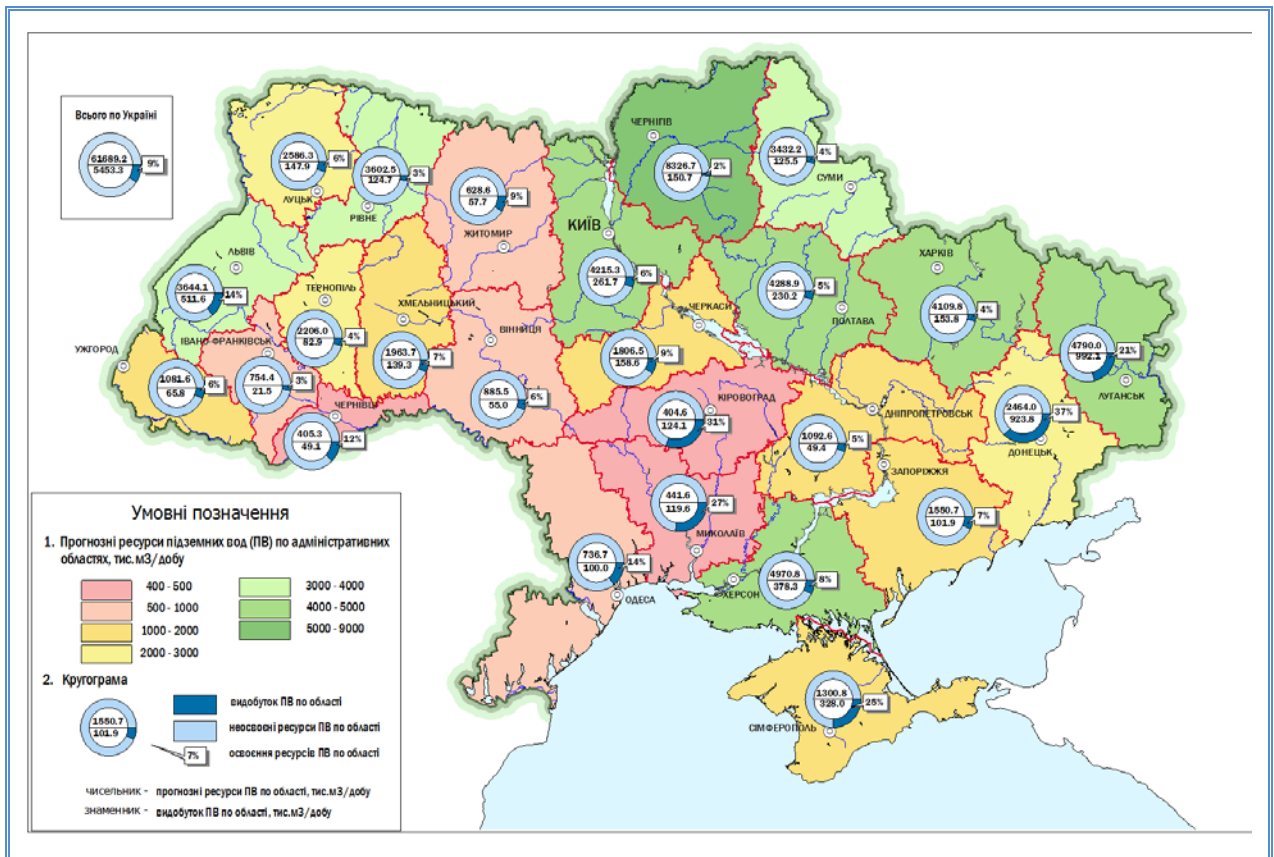 Всього по Україні
61689.2
5453.3
9%
ЧЕРНІГІВ
8326.7
150.7
2%
3432.2
125.5
4%
СУМИ
2586.3
147.9
6%
ЛУЦЬК
3602.5
124.7
3%
РІВНЕ
628.6
57.7
9%
ЖИТОМИР
КИЇВ
4215.3
261.7
6%
ЛЬВІВ
3644.1
511.6
14%
ТЕРНОПІЛЬ
2206.0
82.9
4%
ХМЕЛЬНИЦЬКИЙ
1963.7
139.3
7%
ВІННИЦЯ
885.5
55.0
6%
ЧЕРКАСИ
1806.5
158.6
9%
4288.9
230.2
5%
ПОЛТАВА
ХАРКІВ
4109.8
153.8
4%
4790.0
992.1
21%
ЛУГАНСЬК
УЖГОРОД
1081.6
65.8
6%
ІВАНО-ФРАНКІВСЬК
754.4
21.5
3%
ЧЕРНІВЦІ
405.3
49.1
12%
КІРОВОГРАД
404.6
124.1
31%
ДНІПРОПЕТРОВСЬК
1092.6
49.4
5%
2464.0
923.8
37%
ДОНЕЦЬК
ЗАПОРІЖЖЯ
1550.7
101.9
7%
441.6
119.6
27%
МИКОЛАЇВ
736.7
100.0
14%
ОДЕСА
ХЕРСОН
4970.8
378.3
8%
1300.8
328.0
25%
СІМФЕРОПОЛЬ
Умовні позначення
1. Прогнозні ресурси підземних вод (ПВ) по адміністративних
областях, тис.м3/добу
400 - 500
500 - 1000
1000 - 2000
2000 - 3000
3000 - 4000
4000 - 5000
5000 - 9000
2. Кругограма
1550.7
101.9
7%
видобуток ПВ по області
неосвоєні ресурси ПВ по області
освоєння ресурсів ПВ по області
чисельник - прогнозні ресурси ПВ по області, тис.м3/добу
знаменник - видобуток ПВ по області, тис.м3/добу